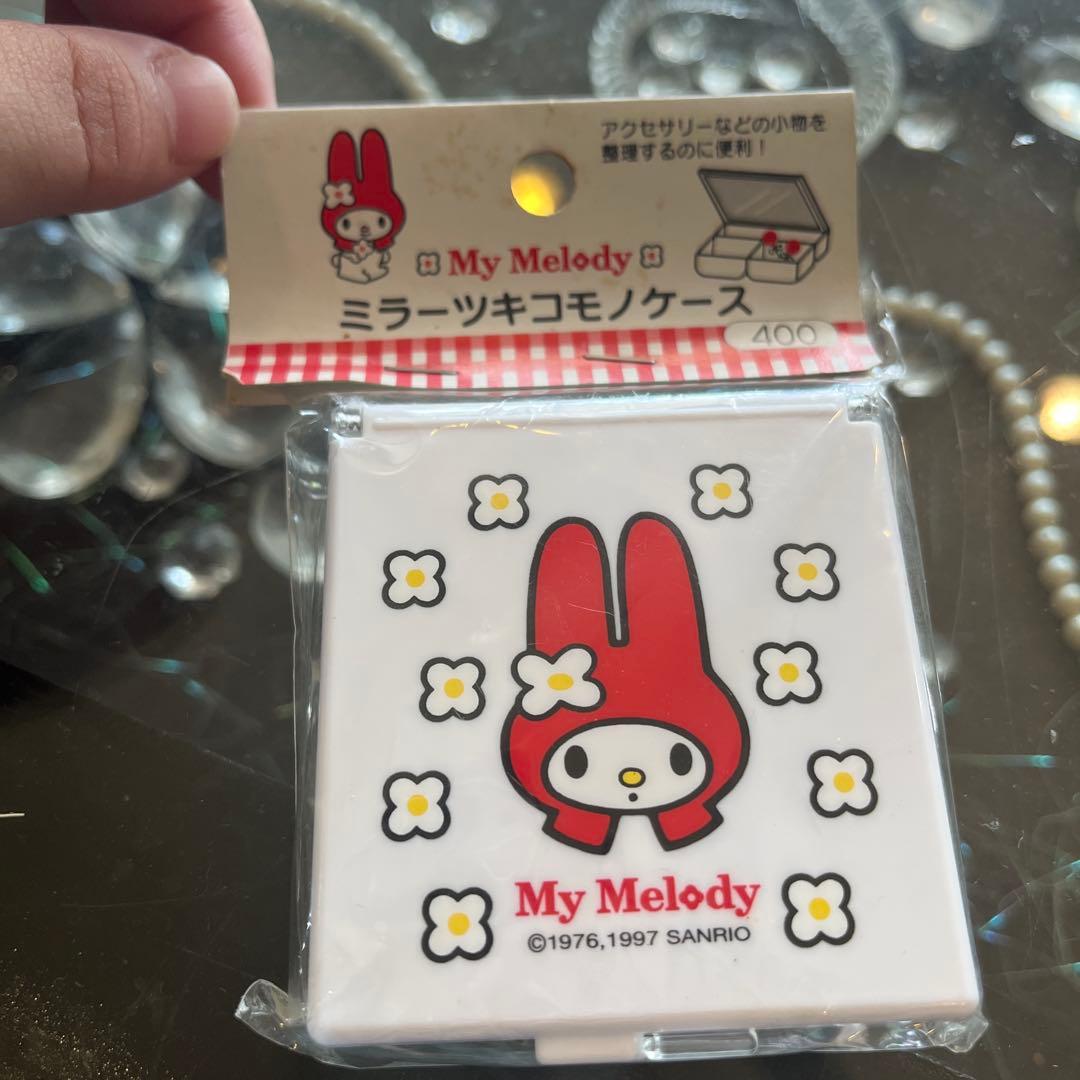 アクセサリーなどの小物を
整理するのに便利！
My Melody
ミラーツキコモノケース
400
My Melody
©1976,1997 SANRIO